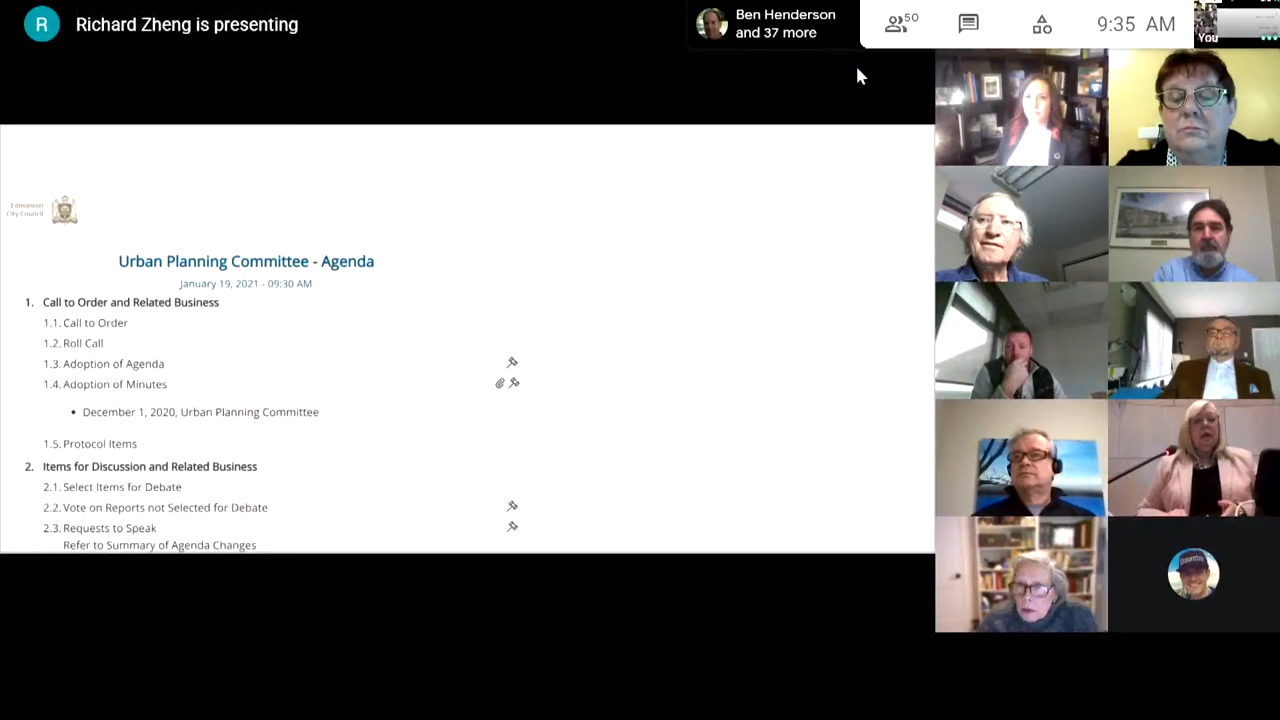 R
Richard Zheng is presenting
Ben Henderson
and 37 more
50
9:35 AM
You
Edmonton
City Council
Urban Planning Committee - Agenda
January 19, 2021 - 09:30 AM
1. Call to Order and Related Business
1.1. Call to Order
1.2. Roll Call
1.3. Adoption of Agenda
1.4. Adoption of Minutes
• December 1, 2020, Urban Planning Committee
1.5. Protocol Items
2. Items for Discussion and Related Business
2.1. Select Items for Debate
2.2. Vote on Reports not Selected for Debate
2.3. Requests to Speak
Refer to Summary of Agenda Changes